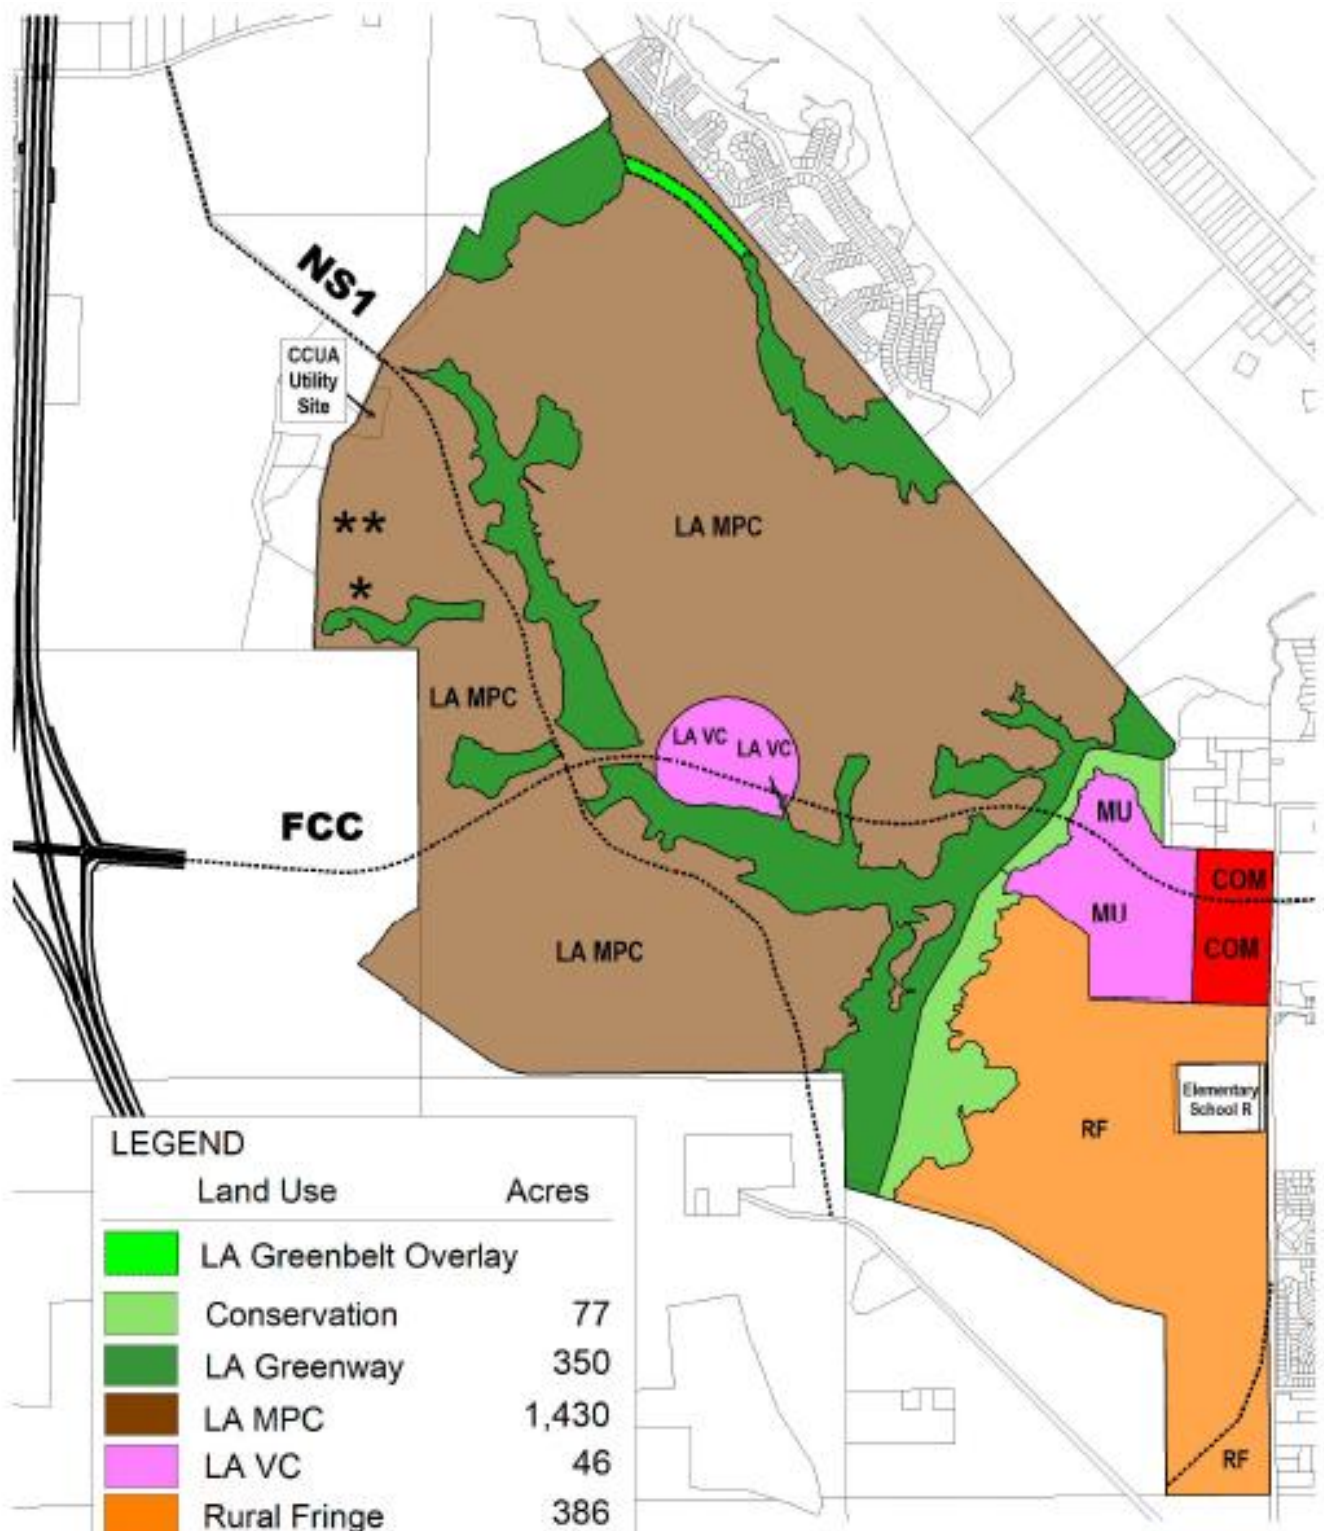 NS1
CCUA
Utility
Site
**
*
LA MPC
LA MPC
LA VC LA VC
FCC
MU
COM
MU
COM
LA MPC
Elementary
School R
RF
RF
LEGEND
Land Use Acres
LA Greenbelt Overlay
Conservation 77
LA Greenway 350
LA MPC 1,430
LA VC 46
Rural Fringe 386